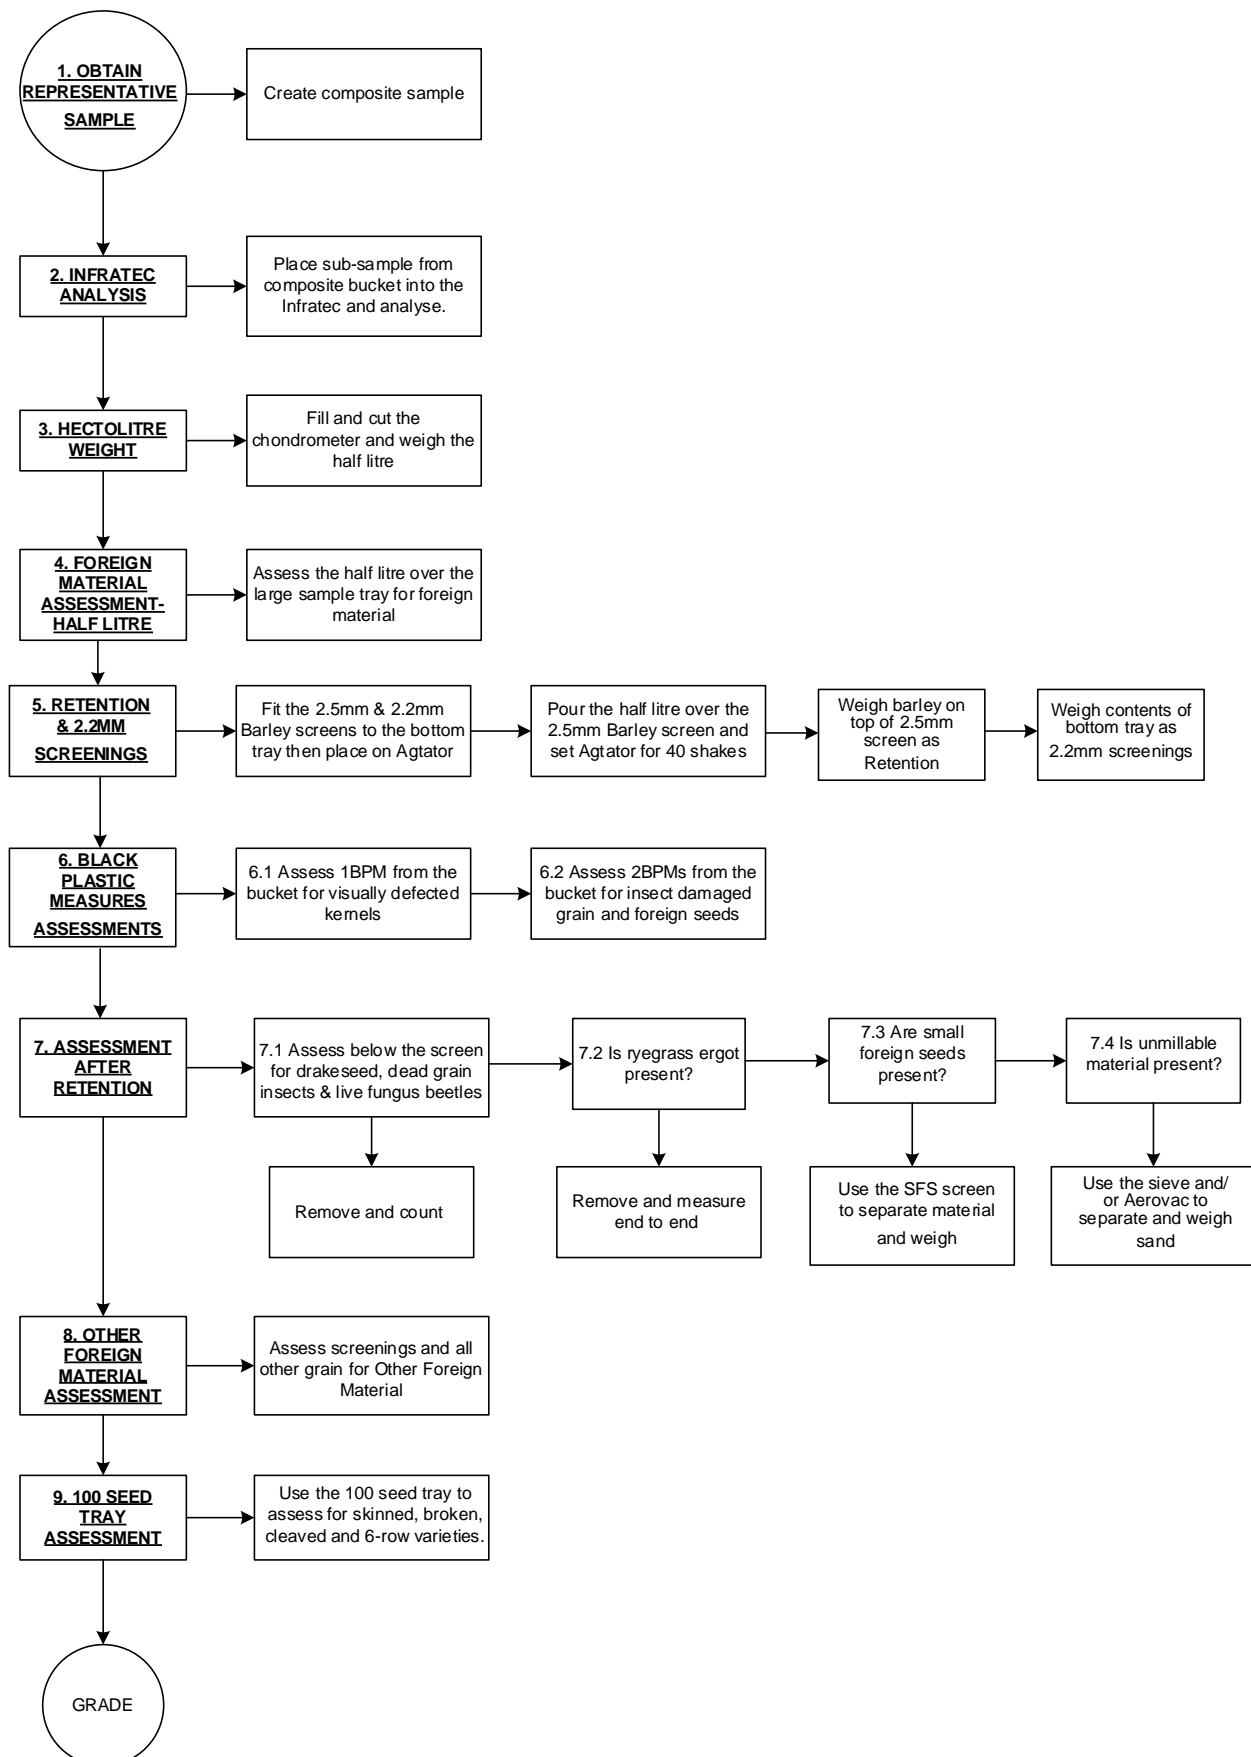 1. OBTAIN
REPRESENTATIVE
SAMPLE
Create composite sample
2. INFRATEC
ANALYSIS
Place sub-sample from
composite bucket into the
Infratec and analyse.
3. HECTOLITRE
WEIGHT
Fill and cut the
chondrometer and weigh the
half litre
4. FOREIGN
MATERIAL
ASSESSMENT-
HALF LITRE
Assess the half litre over the
large sample tray for foreign
material
5. RETENTION
& 2.2MM
SCREENINGS
Fit the 2.5mm & 2.2mm
Barley screens to the bottom
tray then place on Agtator
Pour the half litre over the
2.5mm Barley screen and
set Agtator for 40 shakes
Weigh barley on
top of 2.5mm
screen as
Retention
Weigh contents of
bottom tray as
2.2mm screenings
6. BLACK
PLASTIC
MEASURES
ASSESSMENTS
6.1 Assess 1BPM from the
bucket for visually defected
kernels
6.2 Assess 2BPMs from the
bucket for insect damaged
grain and foreign seeds
7. ASSESSMENT
AFTER
RETENTION
7.1 Assess below the screen
for drakeseed, dead grain
insects & live fungus beetles
7.2 Is ryegrass ergot
present?
7.3 Are small
foreign seeds
present?
7.4 Is unmillable
material present?
Remove and count
Remove and measure
end to end
Use the SFS screen
to separate material
and weigh
Use the sieve and/
or Aerovac to
separate and weigh
sand
8. OTHER
FOREIGN
MATERIAL
ASSESSMENT
Assess screenings and all
other grain for Other Foreign
Material
9. 100 SEED
TRAY
ASSESSMENT
Use the 100 seed tray to
assess for skinned, broken,
cleaved and 6-row varieties.
GRADE